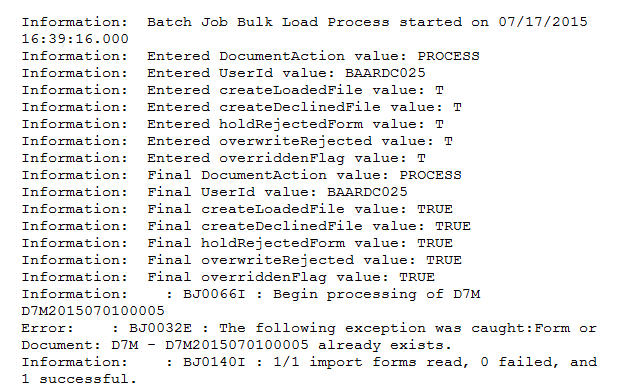 Information:  Batch Job Bulk Load Process started on 07/17/2015
16:39:16.000
Information:  Entered DocumentAction value: PROCESS
Information:  Entered UserId value: BAARDC025
Information:  Entered createLoadedFile value: T
Information:  Entered createDeclinedFile value: T
Information:  Entered holdRejectedForm value: T
Information:  Entered overwriteRejected value: T
Information:  Entered overriddenFlag value: T
Information:  Final DocumentAction value: PROCESS
Information:  Final UserId value: BAARDC025
Information:  Final createLoadedFile value: TRUE
Information:  Final createDeclinedFile value: TRUE
Information:  Final holdRejectedForm value: TRUE
Information:  Final overwriteRejected value: TRUE
Information:  Final overriddenFlag value: TRUE
Information:    : BJ0066I : Begin processing of D7M
D7M2015070100005
Error:    : BJ0032E : The following exception was caught:Form or
Document: D7M - D7M2015070100005 already exists.
Information:    : BJ0140I : 1/1 import forms read, 0 failed, and
1 successful.